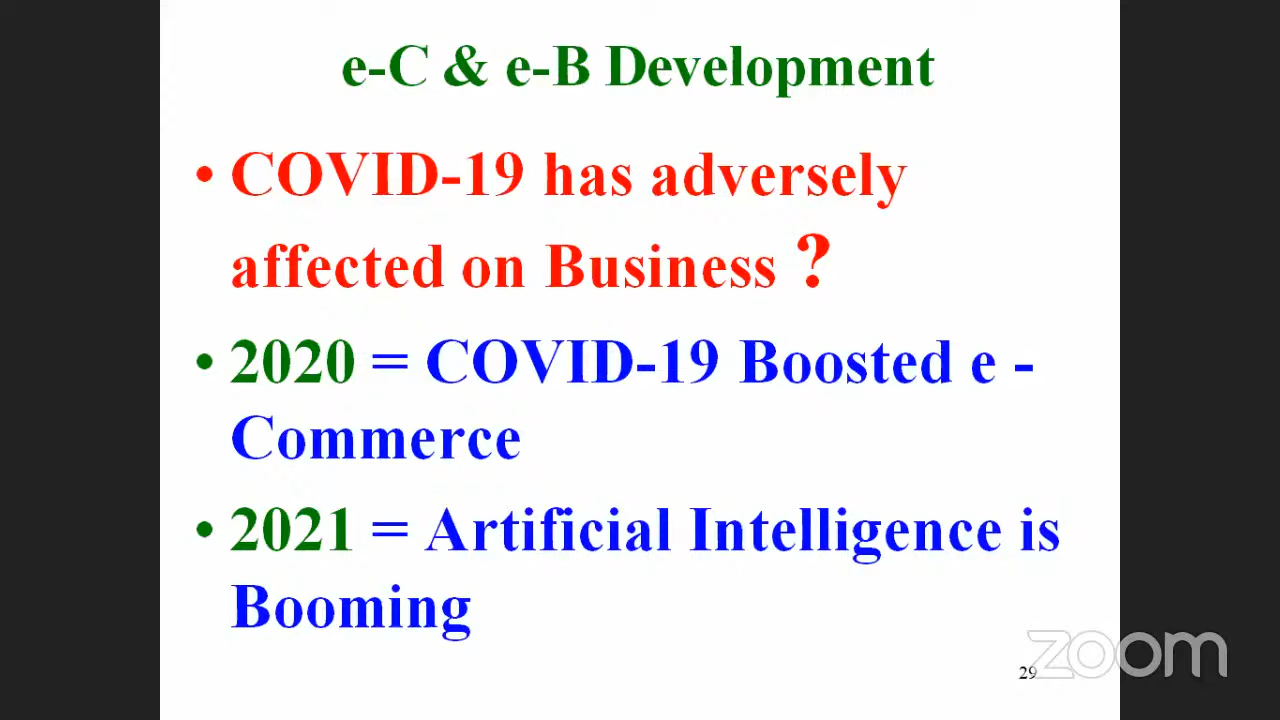 e-C & e-B Development
• COVID-19 has adversely
affected on Business ?
• 2020 = COVID-19 Boosted e -
Commerce
• 2021 = Artificial Intelligence is
Booming
29
zoom